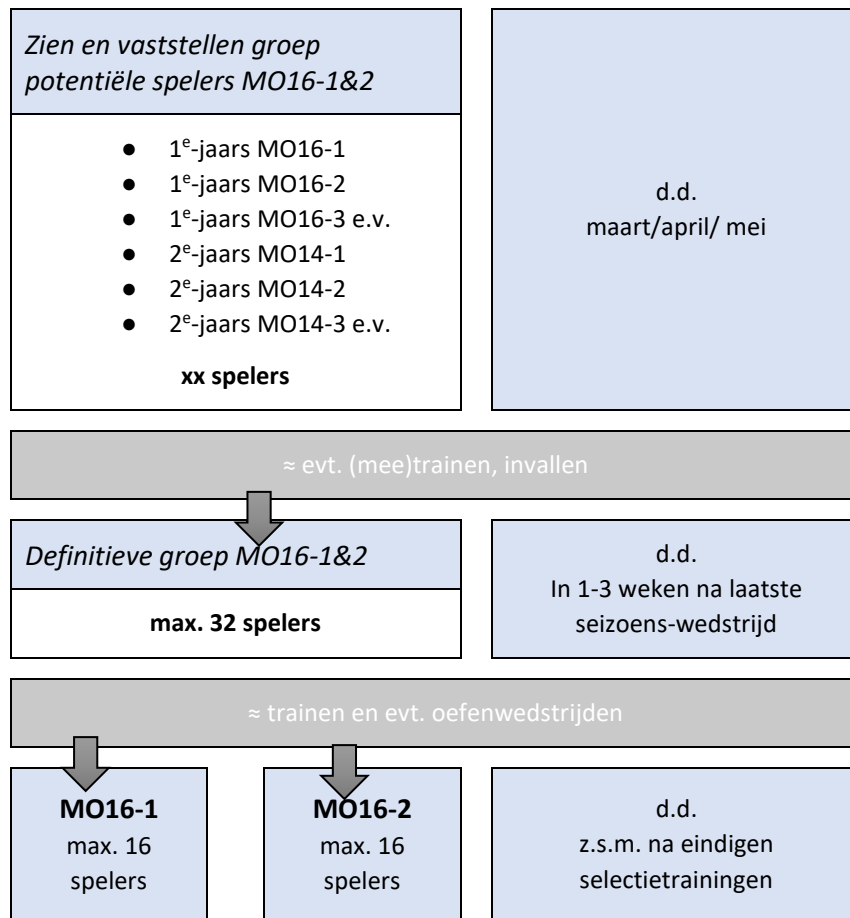 Zien en vaststellen groep
potentiële spelers MO16-1&2
● 1e-jaars MO16-1
● 1e-jaars MO16-2
● 1e-jaars MO16-3 e.v.
● 2e-jaars MO14-1
● 2e-jaars MO14-2
● 2e-jaars MO14-3 e.v.
xx spelers
d.d.
maart/april/ mei
≈ evt. (mee)trainen, invallen
Definitieve groep MO16-1&2
max. 32 spelers
d.d.
In 1-3 weken na laatste
seizoens-wedstrijd
≈ trainen en evt. oefenwedstrijden
MO16-1
max. 16
spelers
MO16-2
max. 16
spelers
d.d.
z.s.m. na eindigen
selectietrainingen